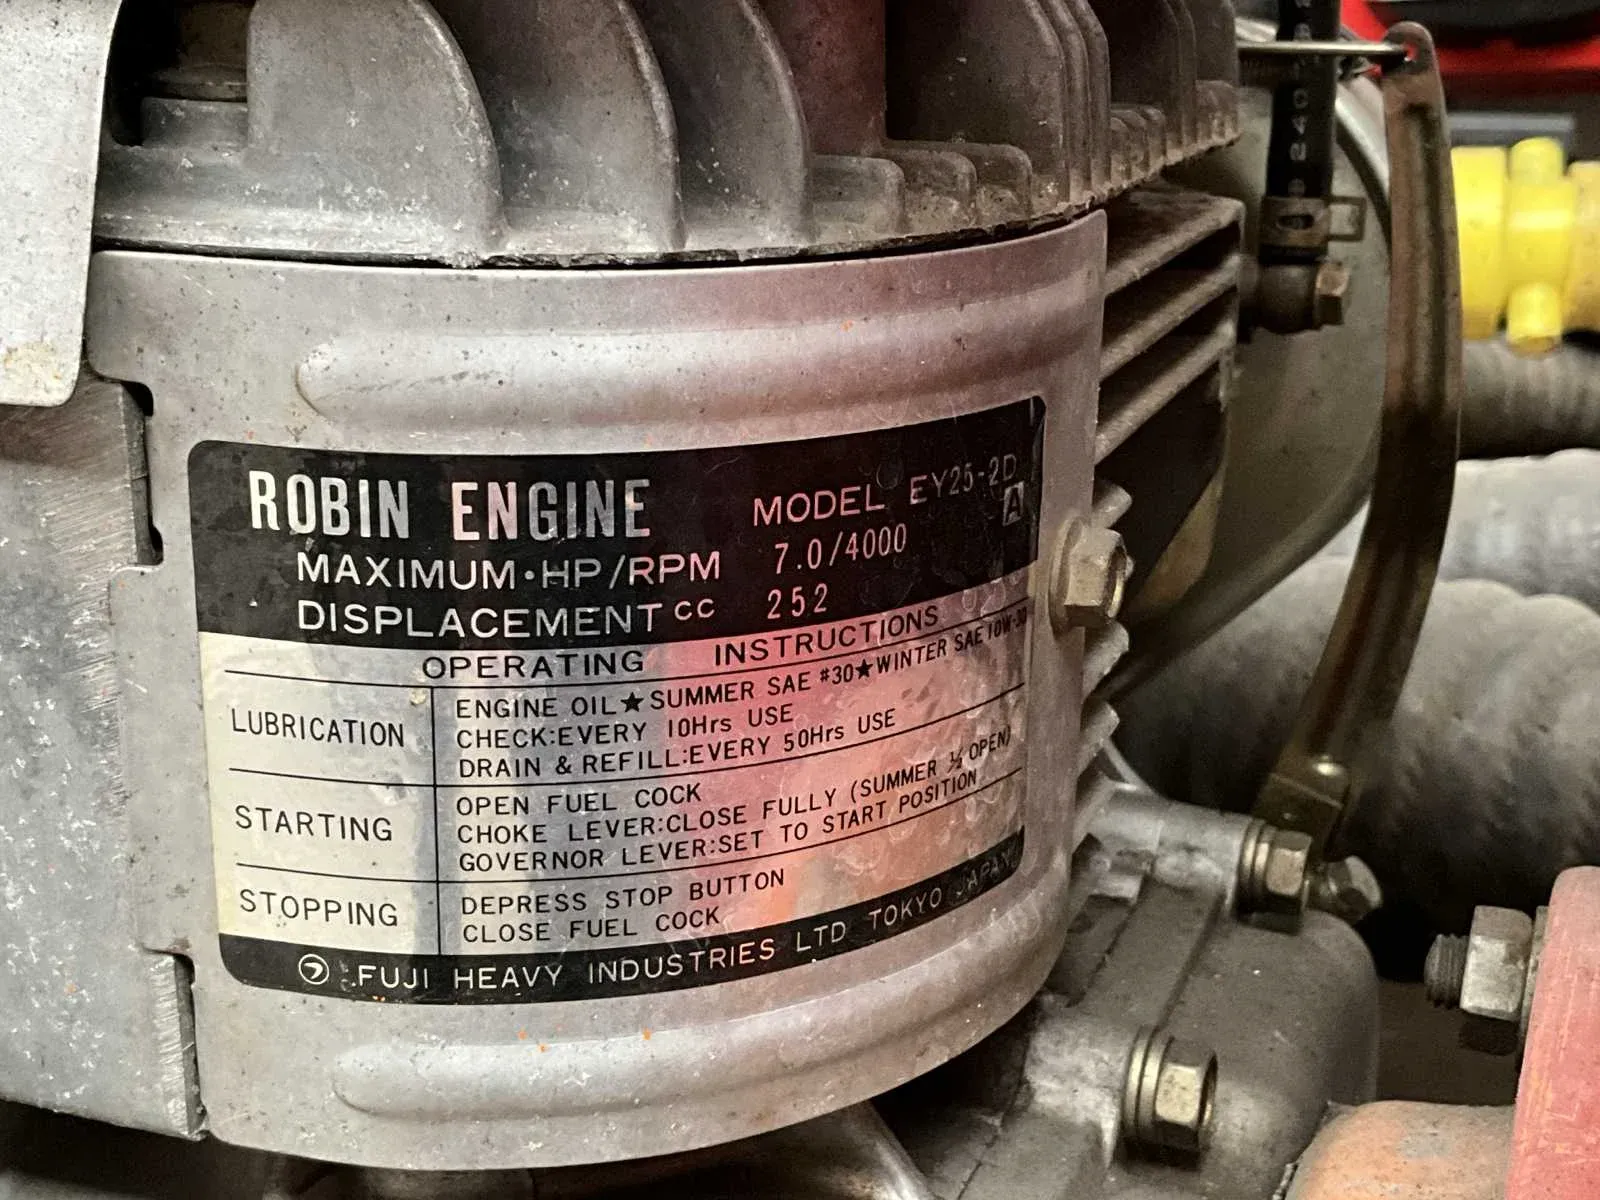 ROBIN ENGINE MODEL EY25-2D
A
MAXIMUM·HP/RPM 7.0/4000
DISPLACEMENT CC 252
OPERATING INSTRUCTIONS
LUBRICATION
ENGINE OIL★SUMMER SAE #30★WINTER SAE 10W-30
CHECK:EVERY 10Hrs USE
DRAIN & REFILL:EVERY 50Hrs USE
STARTING
OPEN FUEL COCK
CHOKE LEVER:CLOSE FULLY (SUMMER ½ OPEN)
GOVERNOR LEVER:SET TO START POSITION
STOPPING
DEPRESS STOP BUTTON
CLOSE FUEL COCK
FUJI HEAVY INDUSTRIES LTD TOKYO JAPAN